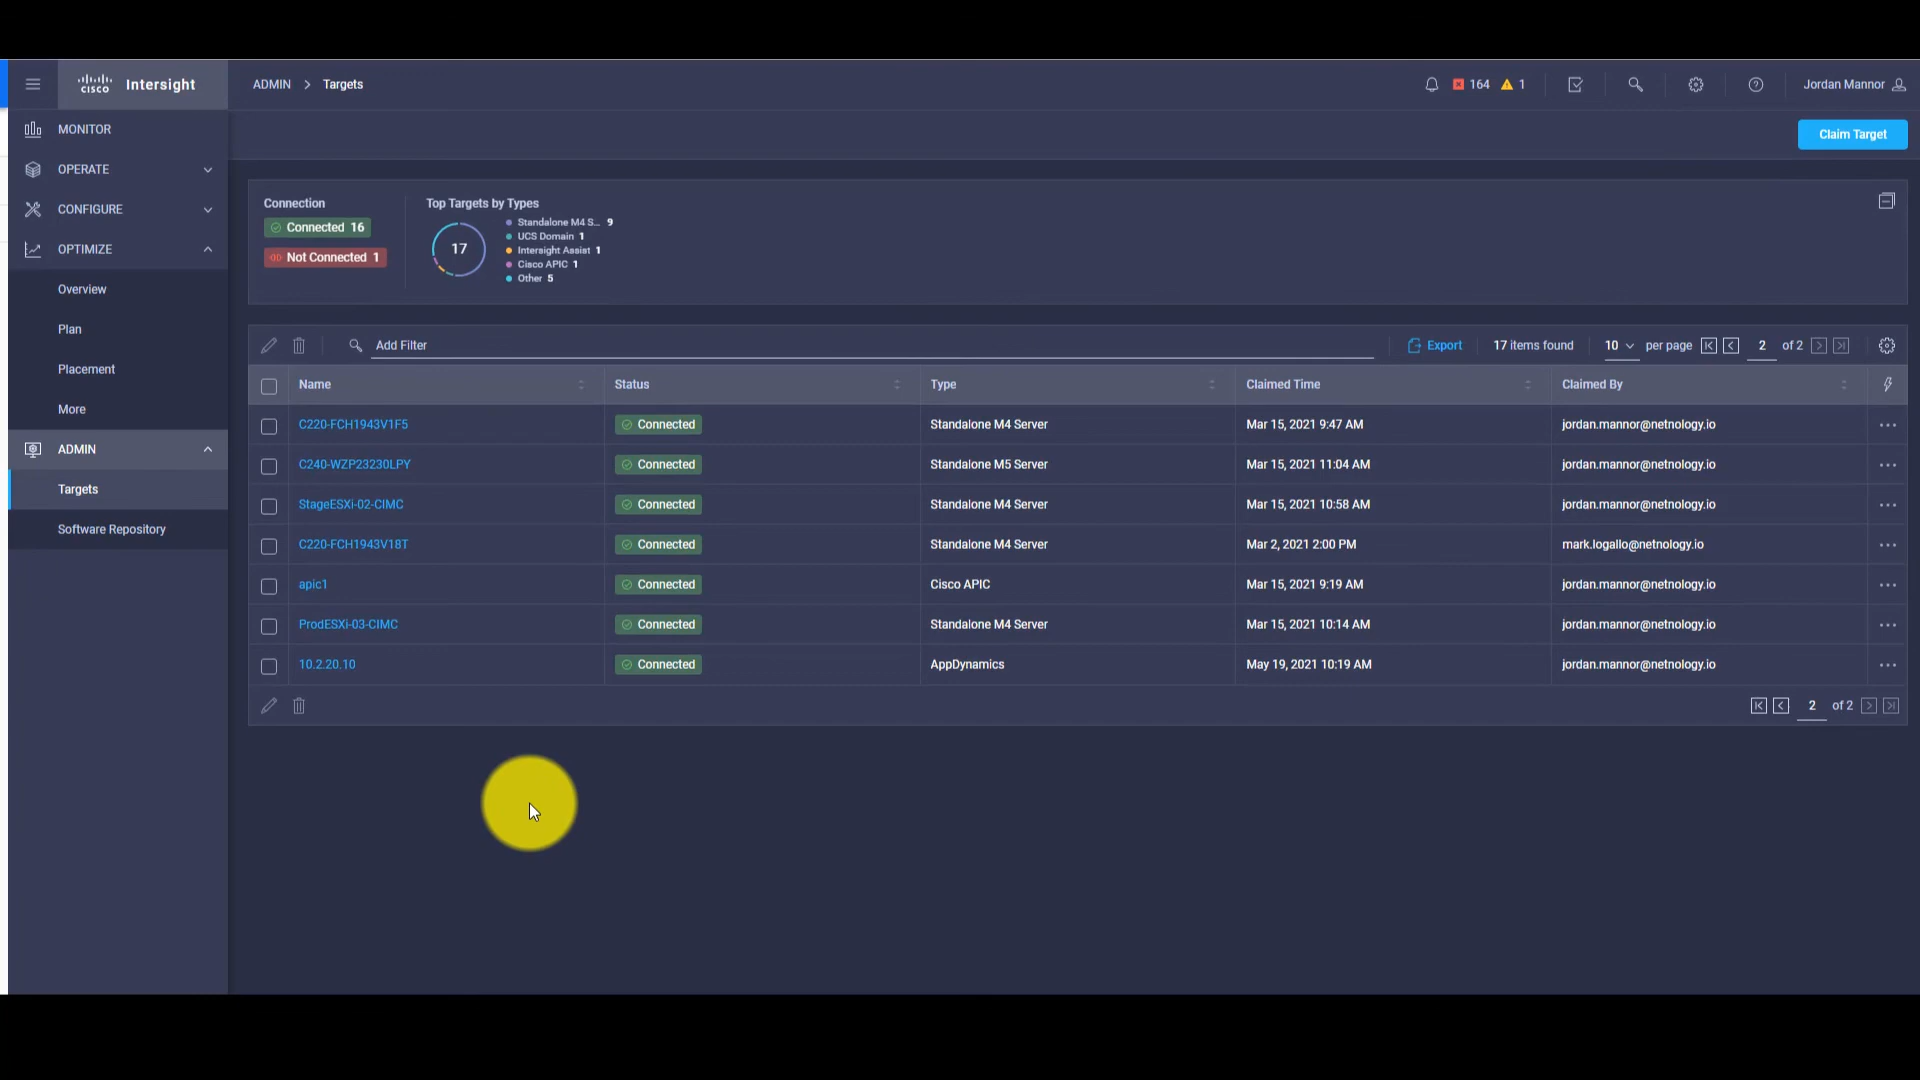 cisco Intersight
ADMIN > Targets
164 1
Jordan Mannor
MONITOR
OPERATE
CONFIGURE
OPTIMIZE
Overview
Plan
Placement
More
ADMIN
Targets
Software Repository
Claim Target
Connection
Connected 16
Not Connected 1
Top Targets by Types
17
Standalone M4 S... 9
UCS Domain 1
Intersight Assist 1
Cisco APIC 1
Other 5
Add Filter
Export 17 items found 10 per page 2 of 2
Name Status Type Claimed Time Claimed By
C220-FCH1943V1F5 Connected Standalone M4 Server Mar 15, 2021 9:47 AM jordan.mannor@netnology.io
C240-WZP23230LPY Connected Standalone M5 Server Mar 15, 2021 11:04 AM jordan.mannor@netnology.io
StageESXi-02-CIMC Connected Standalone M4 Server Mar 15, 2021 10:58 AM jordan.mannor@netnology.io
C220-FCH1943V18T Connected Standalone M4 Server Mar 2, 2021 2:00 PM mark.logallo@netnology.io
apic1 Connected Cisco APIC Mar 15, 2021 9:19 AM jordan.mannor@netnology.io
ProdESXi-03-CIMC Connected Standalone M4 Server Mar 15, 2021 10:14 AM jordan.mannor@netnology.io
10.2.20.10 Connected AppDynamics May 19, 2021 10:19 AM jordan.mannor@netnology.io
2 of 2